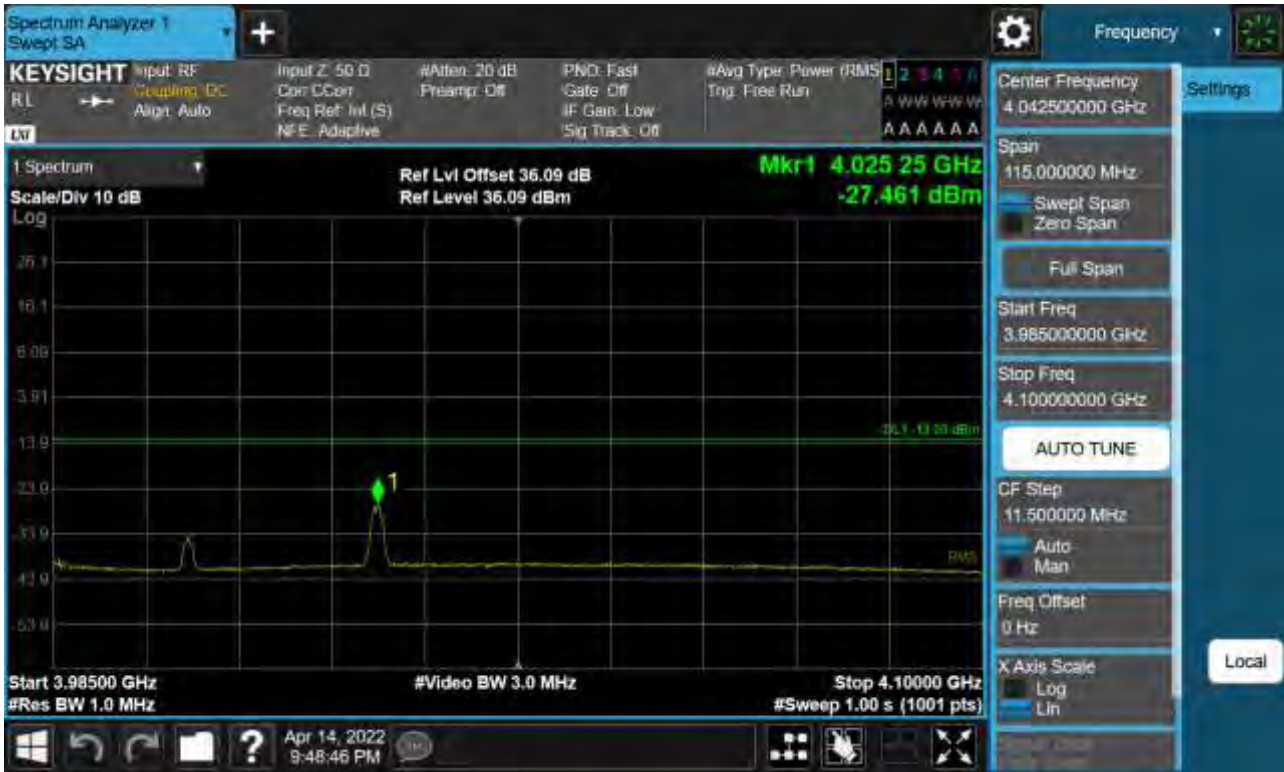 Spectrum Analyzer 1
Swept SA
Frequency
KEYSIGHT
RL
LXI
Input: RF
Coupling: DC
Align: Auto
Input Z: 50 Ω
Corr CCorr
Freq Ref: Int (S)
NFE: Adaptive
#Atten: 20 dB
Preamp: Off
PNO: Fast
Gate: Off
IF Gain: Low
Sig Track: Off
#Avg Type: Power (RMS
Trig: Free Run
1 2 3 4 5 6
A W W W W W
A A A A A A
1 Spectrum
Scale/Div 10 dB
Log
Ref Lvl Offset 36.09 dB
Ref Level 36.09 dBm
Mkr1 4.025 25 GHz
-27.461 dBm
26.1
16.1
6.09
-3.91
-13.9
-23.9
-33.9
-43.9
-53.9
DL1 -13.00 dBm
1
RMS
Start 3.98500 GHz
#Res BW 1.0 MHz
#Video BW 3.0 MHz
Stop 4.10000 GHz
#Sweep 1.00 s (1001 pts)
Center Frequency
4.042500000 GHz
Span
115.000000 MHz
Swept Span
Zero Span
Full Span
Start Freq
3.985000000 GHz
Stop Freq
4.100000000 GHz
AUTO TUNE
CF Step
11.500000 MHz
Auto
Man
Freq Offset
0 Hz
X Axis Scale
Log
Lin
Settings
Local
?
Apr 14, 2022
9:48:46 PM